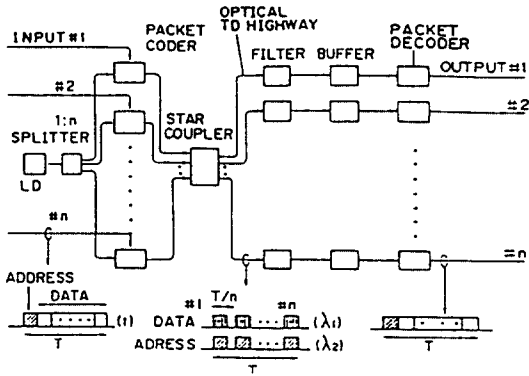 PACKET
CODER
INPUT #1
#2
1:n
SPLITTER
LD
#n
STAR
COUPLER
OPTICAL
TD HIGHWAY
FILTER
BUFFER
PACKET
DECODER
OUTPUT #1
#2
#n
ADDRESS
DATA
T
#1
T/n
#n
DATA
(λ1)
ADRESS
(λ2)
T
T